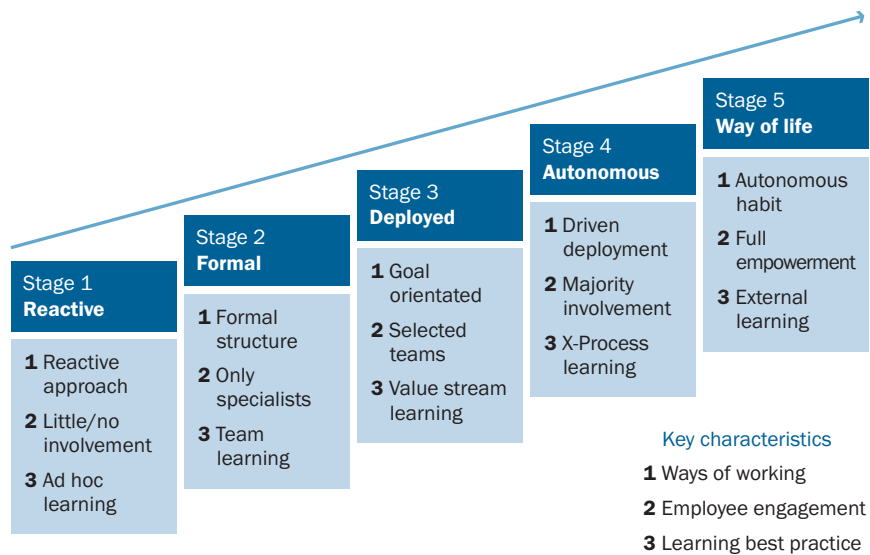 Stage 1
Reactive
1 Reactive
approach
2 Little/no
involvement
3 Ad hoc
learning
Stage 2
Formal
1 Formal
structure
2 Only
specialists
3 Team
learning
Stage 3
Deployed
1 Goal
orientated
2 Selected
teams
3 Value stream
learning
Stage 4
Autonomous
1 Driven
deployment
2 Majority
involvement
3 X-Process
learning
Stage 5
Way of life
1 Autonomous
habit
2 Full
empowerment
3 External
learning
Key characteristics
1 Ways of working
2 Employee engagement
3 Learning best practice